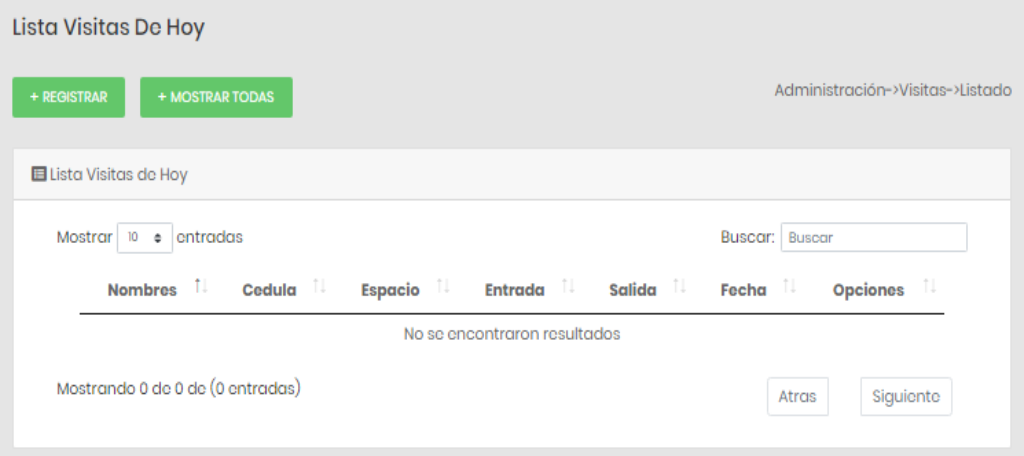 Lista Visitas De Hoy
+ REGISTRAR + MOSTRAR TODAS
Administración->Visitas->Listado
Lista Visitas de Hoy
Mostrar 10 entradas Buscar: Buscar
Nombres Cedula Espacio Entrada Salida Fecha Opciones
No se encontraron resultados
Mostrando 0 de 0 de (0 entradas)
Atras Siguiente